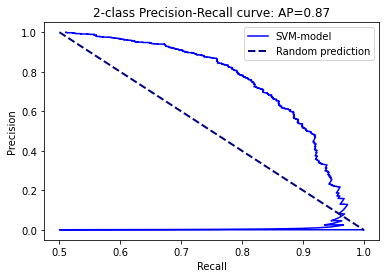 2-class Precision-Recall curve: AP=0.87
SVM-model
Random prediction
Precision
1.0
0.8
0.6
0.4
0.2
0.0
0.5 0.6 0.7 0.8 0.9 1.0
Recall